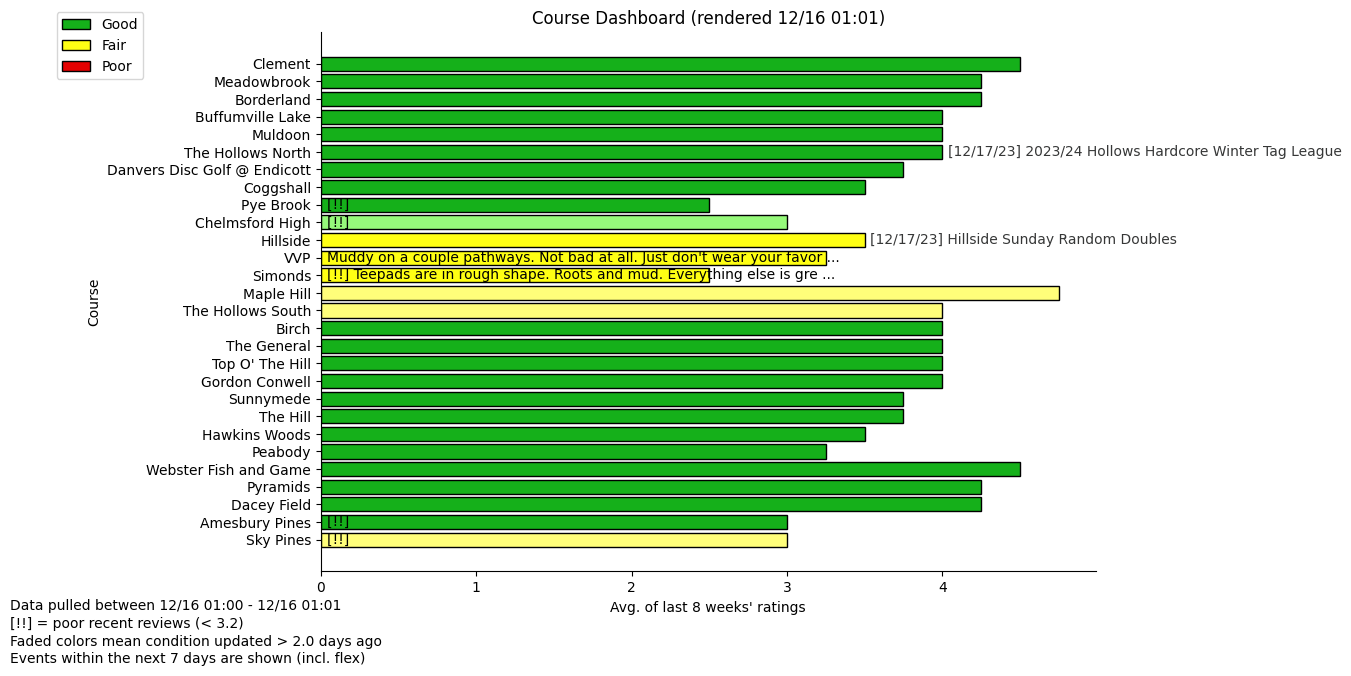 Course Dashboard (rendered 12/16 01:01)
Good
Fair
Poor
Course
Clement
Meadowbrook
Borderland
Buffumville Lake
Muldoon
The Hollows North [12/17/23] 2023/24 Hollows Hardcore Winter Tag League
Danvers Disc Golf @ Endicott
Coggshall
Pye Brook [!!]
Chelmsford High [!!]
Hillside [12/17/23] Hillside Sunday Random Doubles
VVP Muddy on a couple pathways. Not bad at all. Just don't wear your favor ...
Simonds [!!] Teepads are in rough shape. Roots and mud. Everything else is gre ...
Maple Hill
The Hollows South
Birch
The General
Top O' The Hill
Gordon Conwell
Sunnymede
The Hill
Hawkins Woods
Peabody
Webster Fish and Game
Pyramids
Dacey Field
Amesbury Pines [!!]
Sky Pines [!!]
0 1 2 3 4
Avg. of last 8 weeks' ratings
Data pulled between 12/16 01:00 - 12/16 01:01
[!!] = poor recent reviews (< 3.2)
Faded colors mean condition updated > 2.0 days ago
Events within the next 7 days are shown (incl. flex)